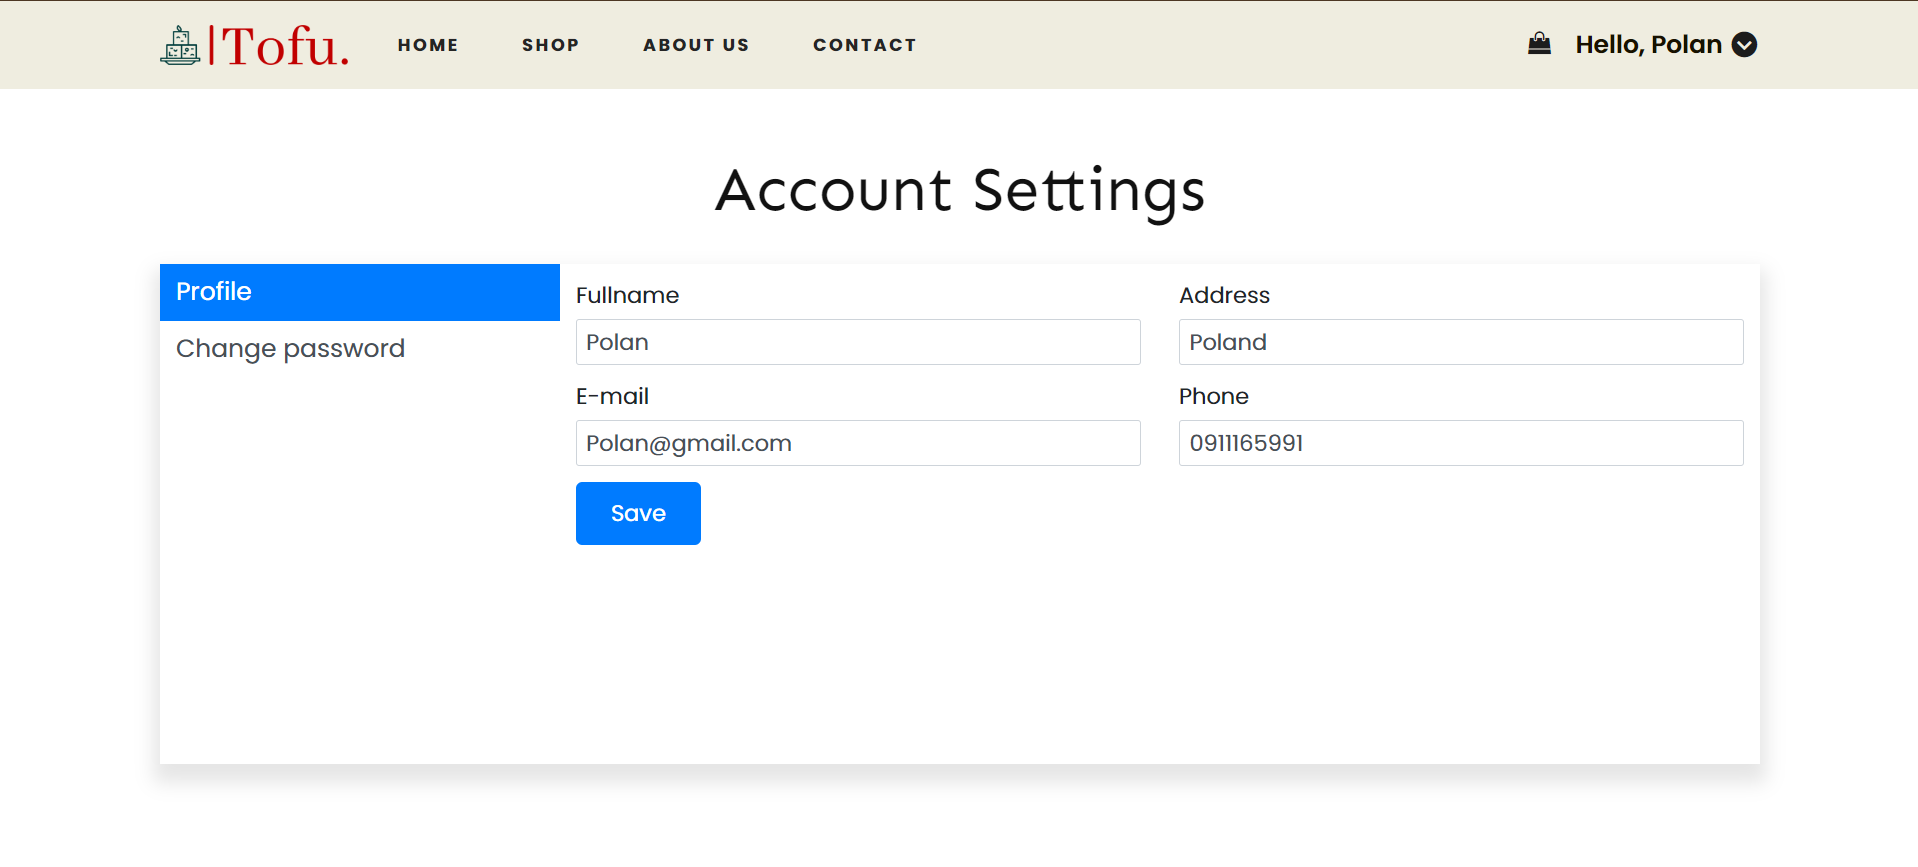 |Tofu.
HOME SHOP ABOUT US CONTACT
Hello, Polan
Account Settings
Profile
Change password
Fullname
Polan
Address
Poland
E-mail
Polan@gmail.com
Phone
0911165991
Save